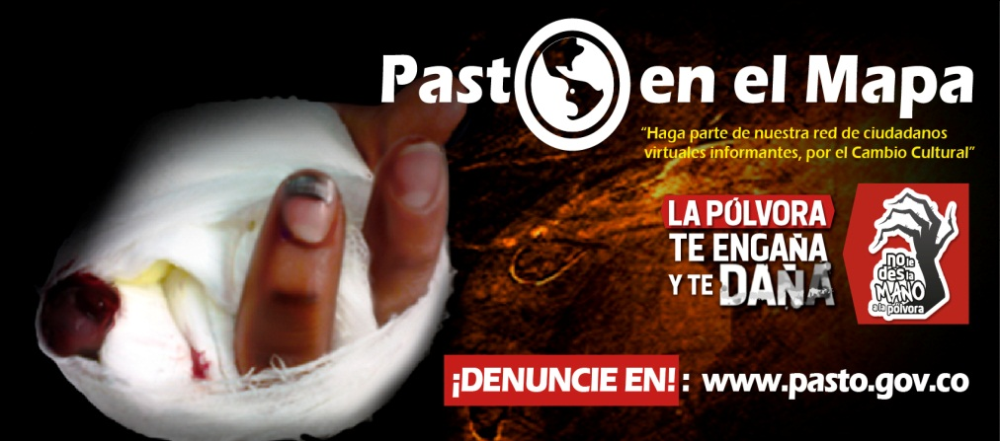 Pasto en el Mapa
"Haga parte de nuestra red de ciudadanos
virtuales informantes, por el Cambio Cultural"
LA PÓLVORA
TE ENGAÑA
Y TE DAÑA
no le
des la
MANO
a la
pólvora
¡DENUNCIE EN! : www.pasto.gov.co